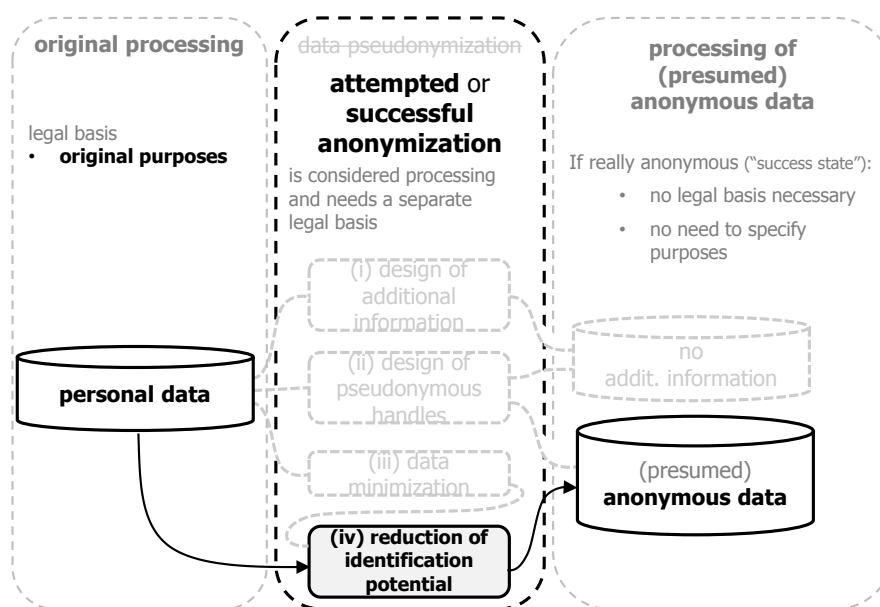 original processing
legal basis
• original purposes
personal data
data pseudonymization
attempted or
successful
anonymization
is considered processing
and needs a separate
legal basis
(i) design of
additional
information
(ii) design of
pseudonymous
handles
(iii) data
minimization
(iv) reduction of
identification
potential
processing of
(presumed)
anonymous data
If really anonymous (“success state”):
• no legal basis necessary
• no need to specify
purposes
no
addit. information
(presumed)
anonymous data